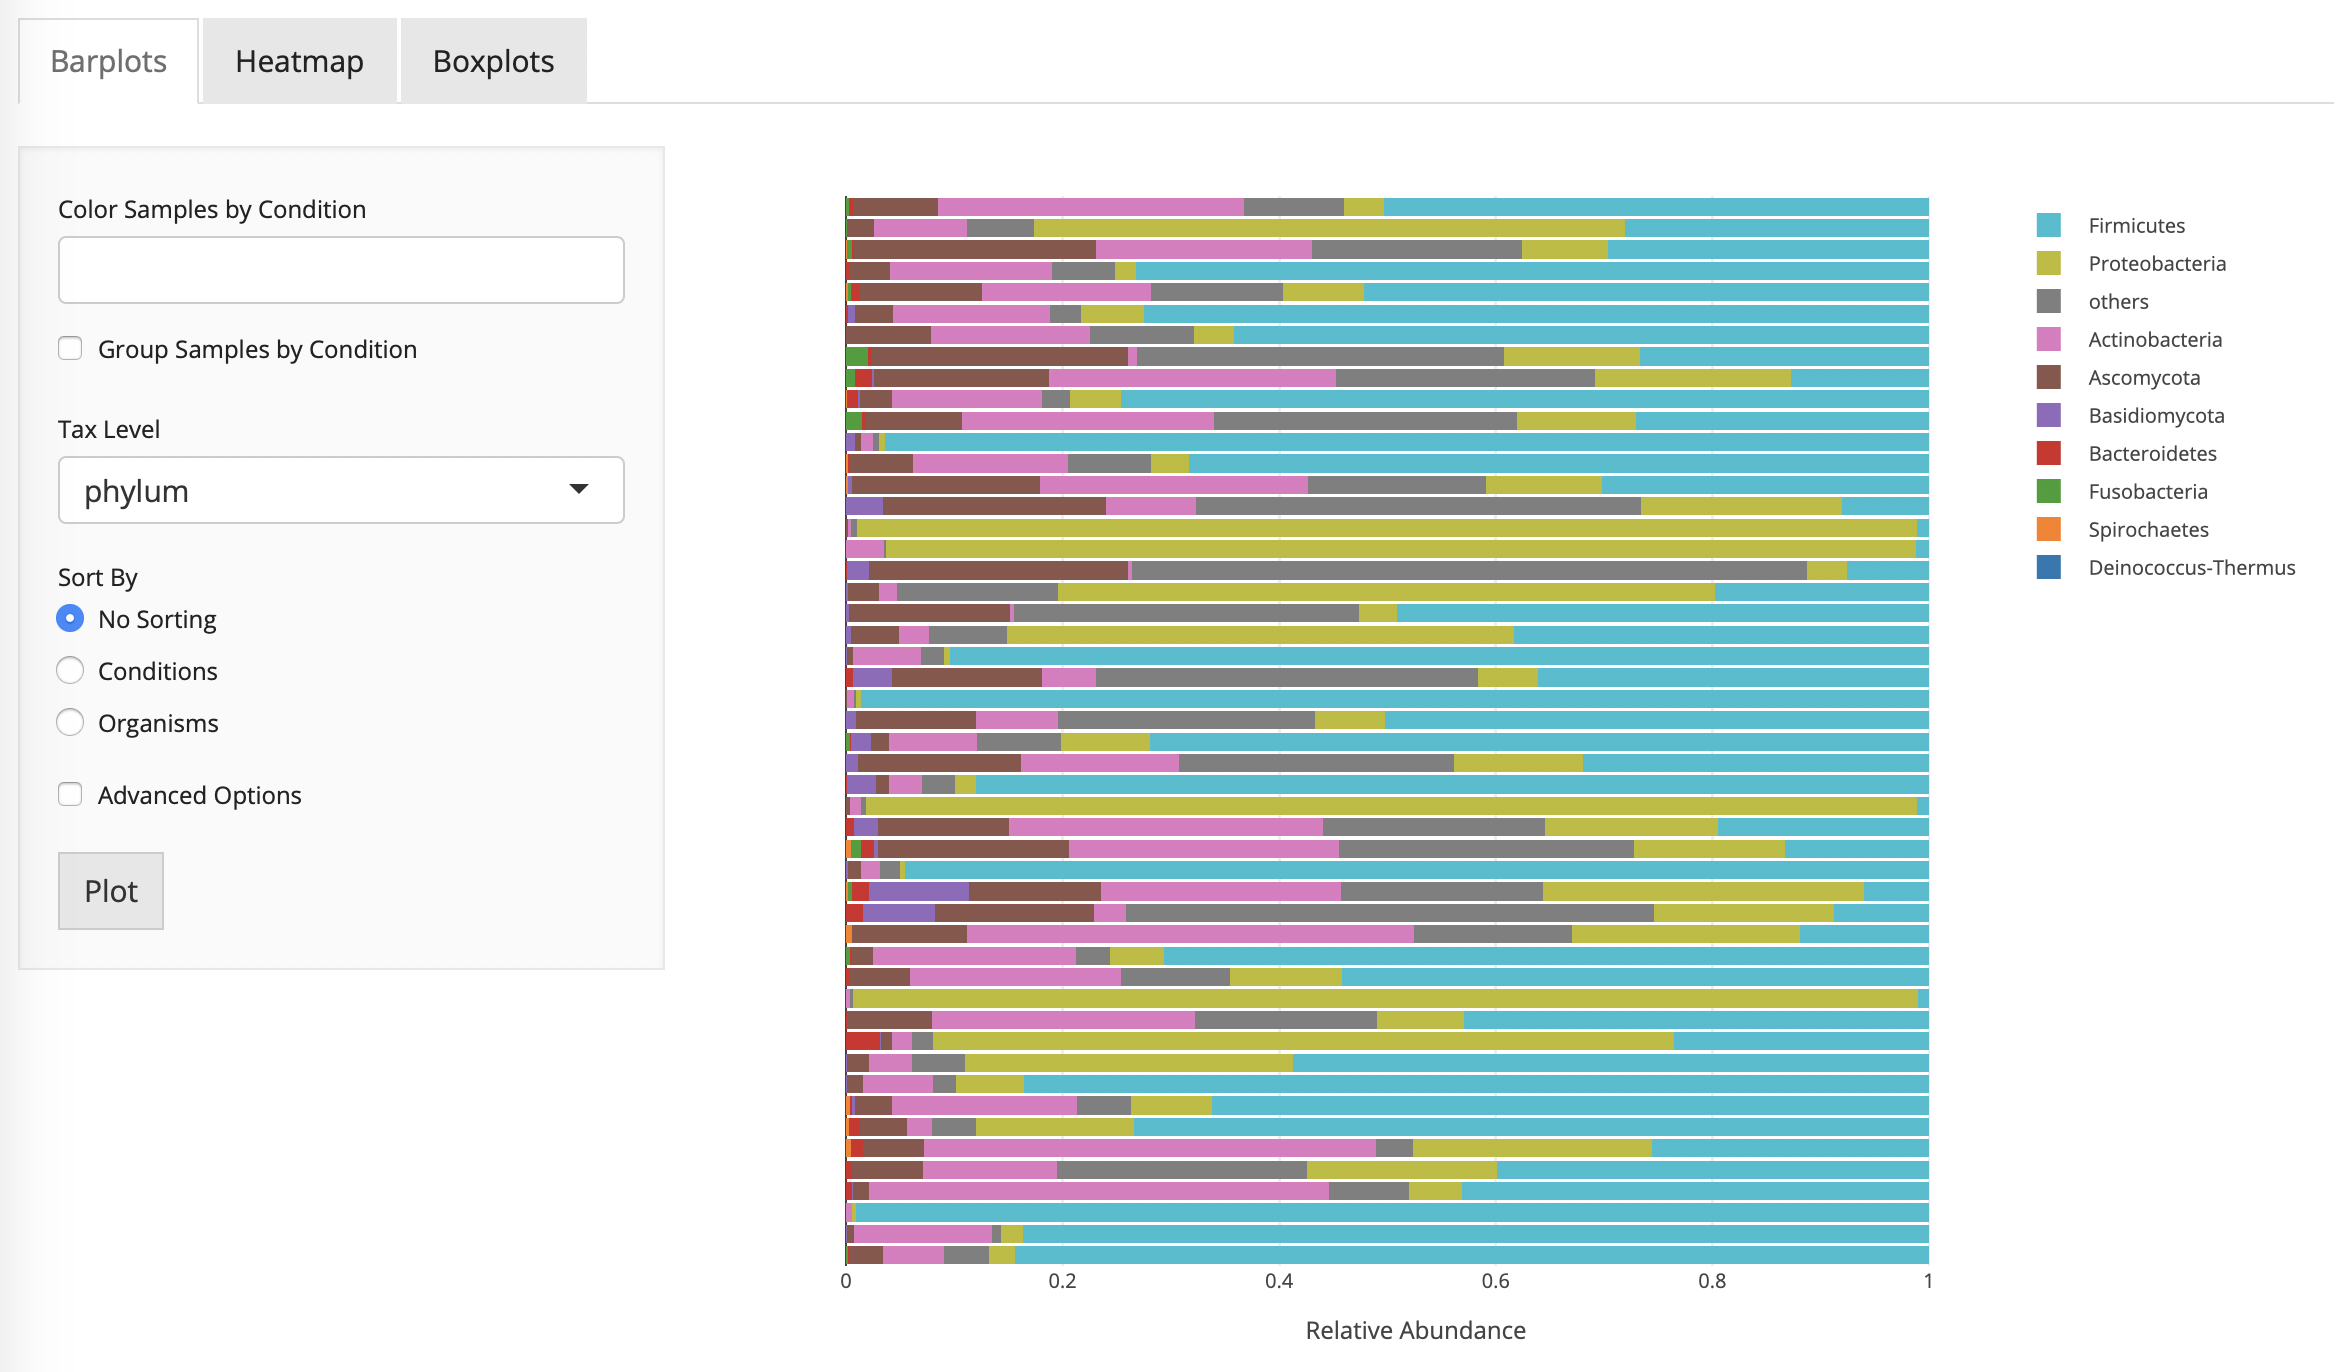 Barplots Heatmap Boxplots
Color Samples by Condition
Group Samples by Condition
Tax Level
phylum
Sort By
No Sorting
Conditions
Organisms
Advanced Options
Plot
Firmicutes
Proteobacteria
others
Actinobacteria
Ascomycota
Basidiomycota
Bacteroidetes
Fusobacteria
Spirochaetes
Deinococcus-Thermus
0 0.2 0.4 0.6 0.8 1
Relative Abundance